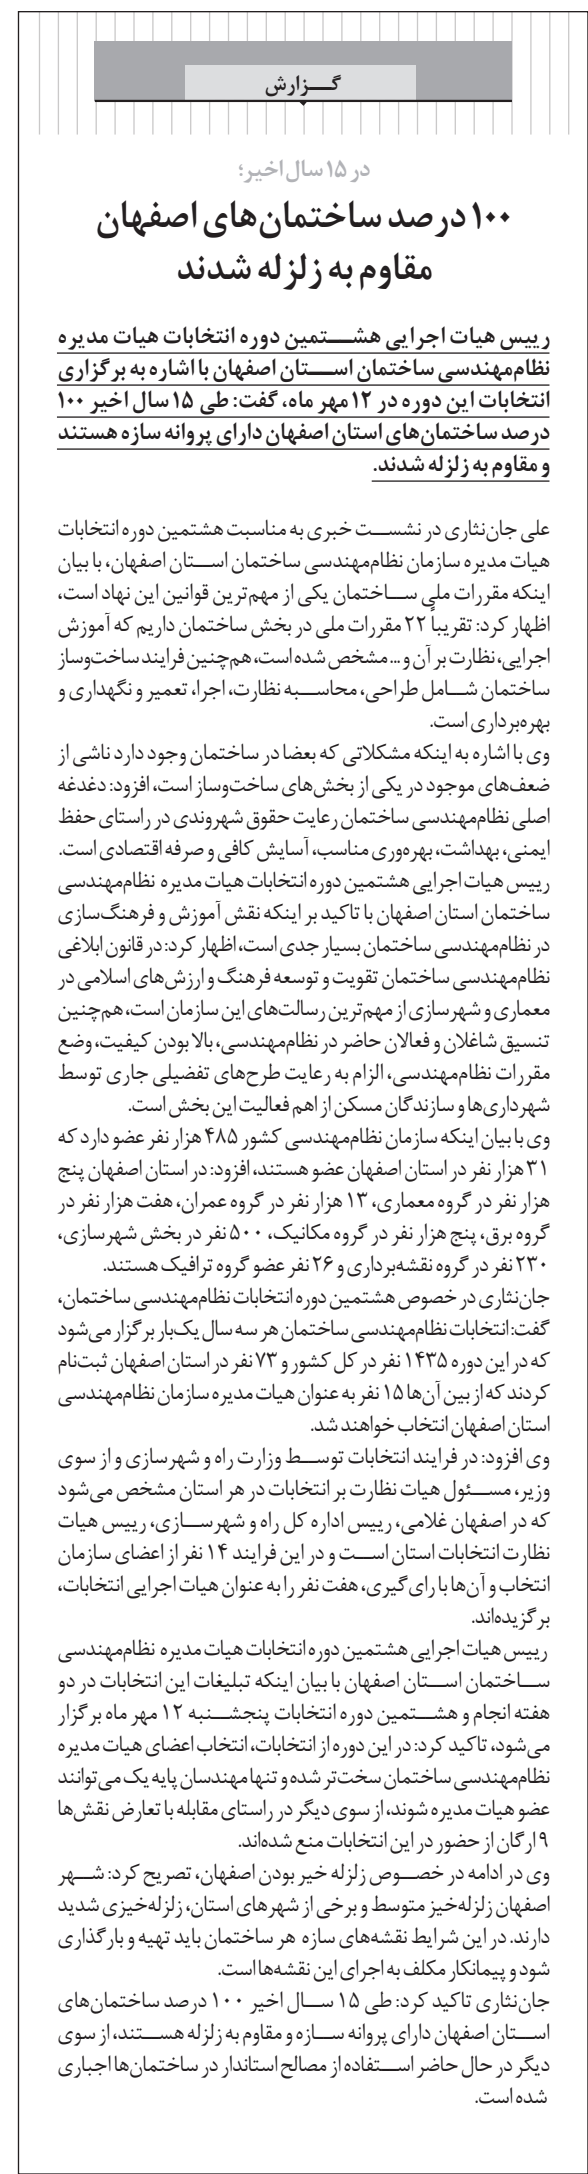 گـــزارش
در ۱۵ سال اخیر؛
۱۰۰ درصد ساختمان‌های اصفهان
مقاوم به زلزله شدند
رییس هیات اجرایی هشـــتمین دوره انتخابات هیات مدیره
نظام‌مهندسی ساختمان اســـتان اصفهان با اشاره به برگزاری
انتخابات این دوره در ۱۲ مهر ماه، گفت: طی ۱۵ سال اخیر ۱۰۰
درصد ساختمان‌های استان اصفهان دارای پروانه سازه هستند
و مقاوم به زلزله شدند.
علی جان‌نثاری در نشســـت خبری به مناسبت هشتمین دوره انتخابات
هیات مدیره سازمان نظام‌مهندسی ساختمان اســـتان اصفهان، با بیان
اینکه مقررات ملی ســـاختمان یکی از مهم‌ترین قوانین این نهاد است،
اظهار کرد: تقریباً ۲۲ مقررات ملی در بخش ساختمان داریم که آموزش
اجرایی، نظارت بر آن و ... مشخص شده است، هم‌چنین فرایند ساخت‌وساز
ساختمان شـــامل طراحی، محاســـبه نظارت، اجرا، تعمیر و نگهداری و
بهره‌برداری است.
وی با اشاره به اینکه مشکلاتی که بعضا در ساختمان وجود دارد ناشی از
ضعف‌های موجود در یکی از بخش‌های ساخت‌وساز است، افزود: دغدغه
اصلی نظام‌مهندسی ساختمان رعایت حقوق شهروندی در راستای حفظ
ایمنی، بهداشت، بهره‌وری مناسب، آسایش کافی و صرفه اقتصادی است.
رییس هیات اجرایی هشتمین دوره انتخابات هیات مدیره نظام‌مهندسی
ساختمان استان اصفهان با تاکید بر اینکه نقش آموزش و فرهنگ‌سازی
در نظام‌مهندسی ساختمان بسیار جدی است، اظهار کرد: در قانون ابلاغی
نظام‌مهندسی ساختمان تقویت و توسعه فرهنگ و ارزش‌های اسلامی در
معماری و شهرسازی از مهم‌ترین رسالت‌های این سازمان است، هم‌چنین
تنسیق شاغلان و فعالان حاضر در نظام‌مهندسی، بالا بودن کیفیت، وضع
مقررات نظام‌مهندسی، الزام به رعایت طرح‌های تفضیلی جاری توسط
شهرداری‌ها و سازندگان مسکن از اهم فعالیت این بخش است.
وی با بیان اینکه سازمان نظام‌مهندسی کشور ۴۸۵ هزار نفر عضو دارد که
۳۱ هزار نفر در استان اصفهان عضو هستند، افزود: در استان اصفهان پنج
هزار نفر در گروه معماری، ۱۳ هزار نفر در گروه عمران، هفت هزار نفر در
گروه برق، پنج هزار نفر در گروه مکانیک، ۵۰۰ نفر در بخش شهرسازی،
۲۳۰ نفر در گروه نقشه‌برداری و ۲۶ نفر عضو گروه ترافیک هستند.
جان‌نثاری در خصوص هشتمین دوره انتخابات نظام‌مهندسی ساختمان،
گفت: انتخابات نظام‌مهندسی ساختمان هر سه سال یک‌بار برگزار می‌شود
که در این دوره ۱۴۳۵ نفر در کل کشور و ۷۳ نفر در استان اصفهان ثبت‌نام
کردند که از بین آن‌ها ۱۵ نفر به عنوان هیات مدیره سازمان نظام‌مهندسی
استان اصفهان انتخاب خواهند شد.
وی افزود: در فرایند انتخابات توســـط وزارت راه و شهرسازی و از سوی
وزیر، مســـئول هیات نظارت بر انتخابات در هر استان مشخص می‌شود
که در اصفهان غلامی، رییس اداره کل راه و شهرســـازی، رییس هیات
نظارت انتخابات استان اســـت و در این فرایند ۱۴ نفر از اعضای سازمان
انتخاب و آن‌ها با رای گیری، هفت نفر را به عنوان هیات اجرایی انتخابات،
برگزیده‌اند.
رییس هیات اجرایی هشتمین دوره انتخابات هیات مدیره نظام‌مهندسی
ســـاختمان اســـتان اصفهان با بیان اینکه تبلیغات این انتخابات در دو
هفته انجام و هشـــتمین دوره انتخابات پنجشـــنبه ۱۲ مهر ماه برگزار
می‌شود، تاکید کرد: در این دوره از انتخابات، انتخاب اعضای هیات مدیره
نظام‌مهندسی ساختمان سخت‌تر شده و تنها مهندسان پایه یک می‌توانند
عضو هیات مدیره شوند، از سوی دیگر در راستای مقابله با تعارض نقش‌ها
۹ ارگان از حضور در این انتخابات منع شده‌اند.
وی در ادامه در خصـــوص زلزله خیر بودن اصفهان، تصریح کرد: شـــهر
اصفهان زلزله‌خیز متوسط و برخی از شهرهای استان، زلزله‌خیزی شدید
دارند. در این شرایط نقشه‌های سازه هر ساختمان باید تهیه و بارگذاری
شود و پیمانکار مکلف به اجرای این نقشه‌ها است.
جان‌نثاری تاکید کرد: طی ۱۵ ســـال اخیر ۱۰۰ درصد ساختمان‌های
اســـتان اصفهان دارای پروانه ســـازه و مقاوم به زلزله هســـتند، از سوی
دیگر در حال حاضر اســـتفاده از مصالح استاندار در ساختمان‌ها اجباری
شده است.